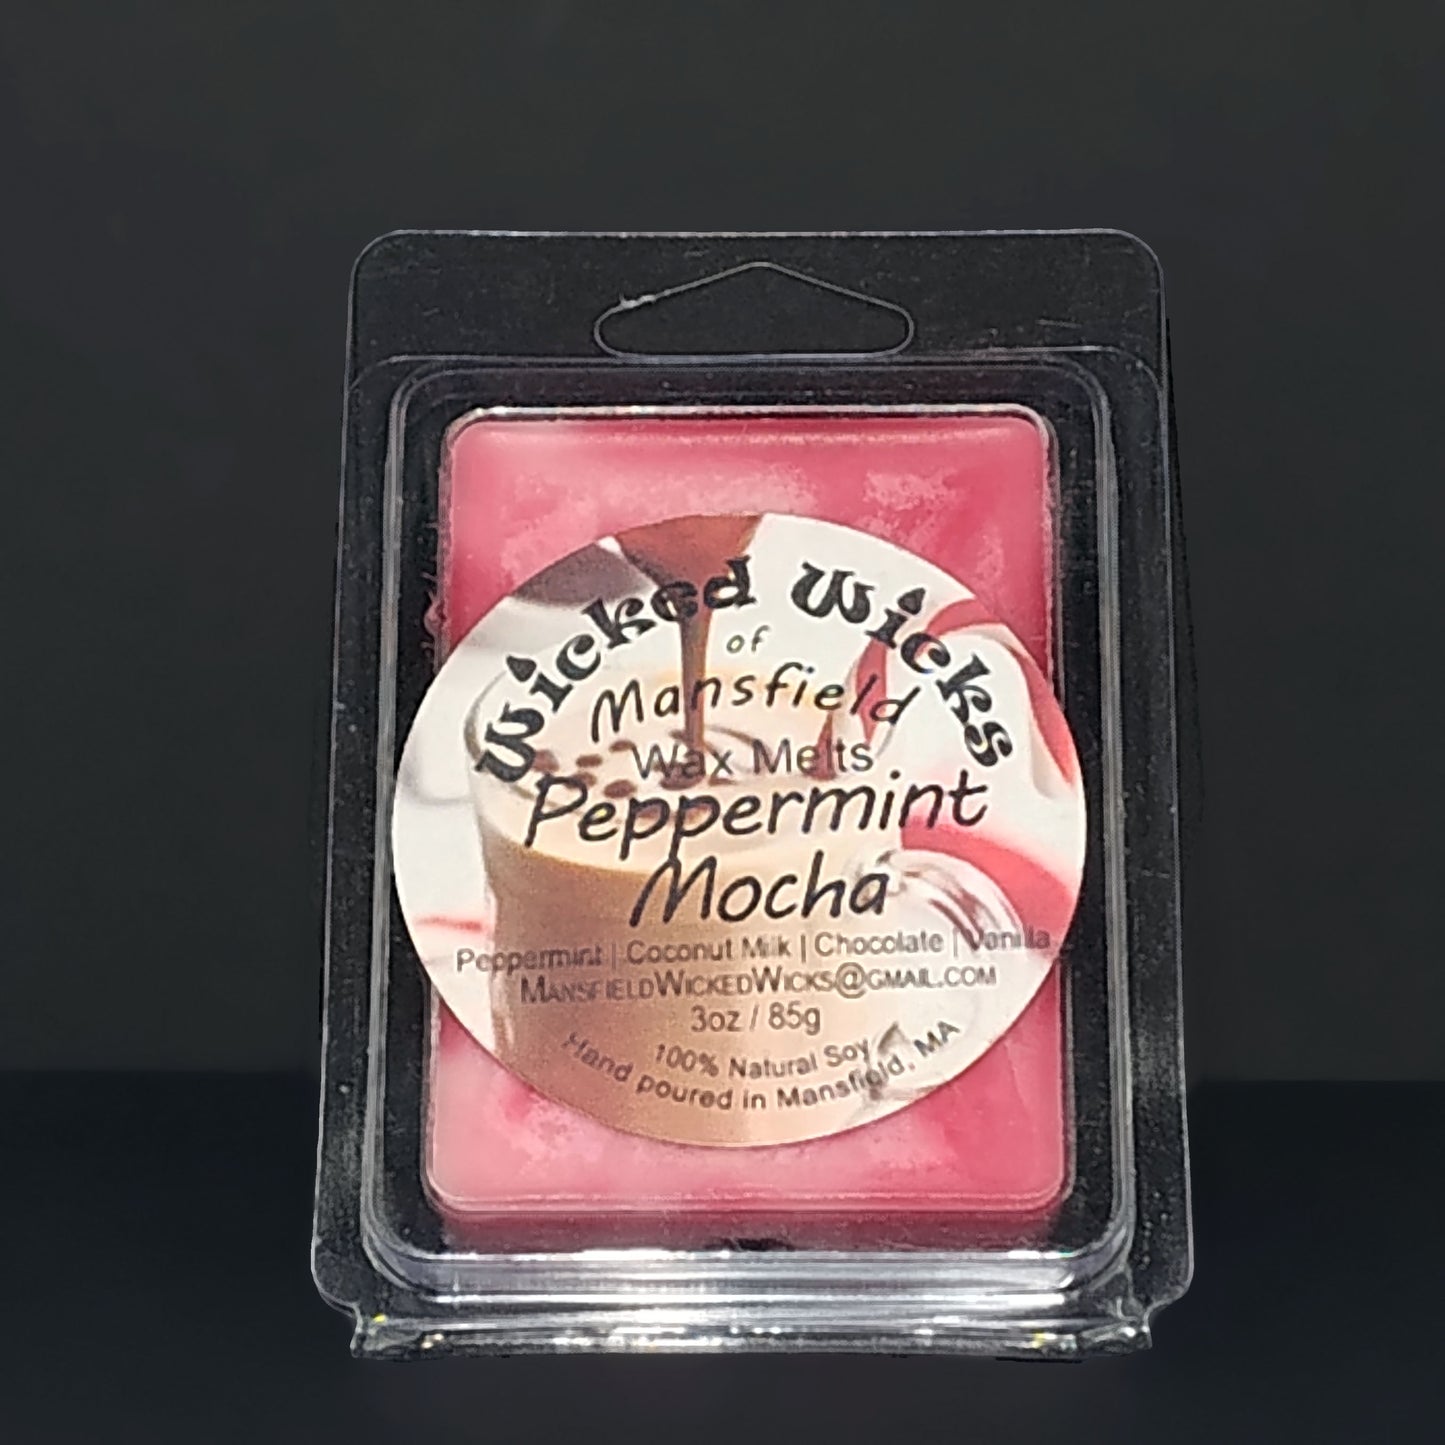 Wicked Wicks
of
Mansfield
Wax Melts
Peppermint
Mocha
Peppermint | Coconut Milk | Chocolate | Vanilla
MansfieldWickedWicks@gmail.com
3oz / 85g
100% Natural Soy
Hand poured in Mansfield, MA